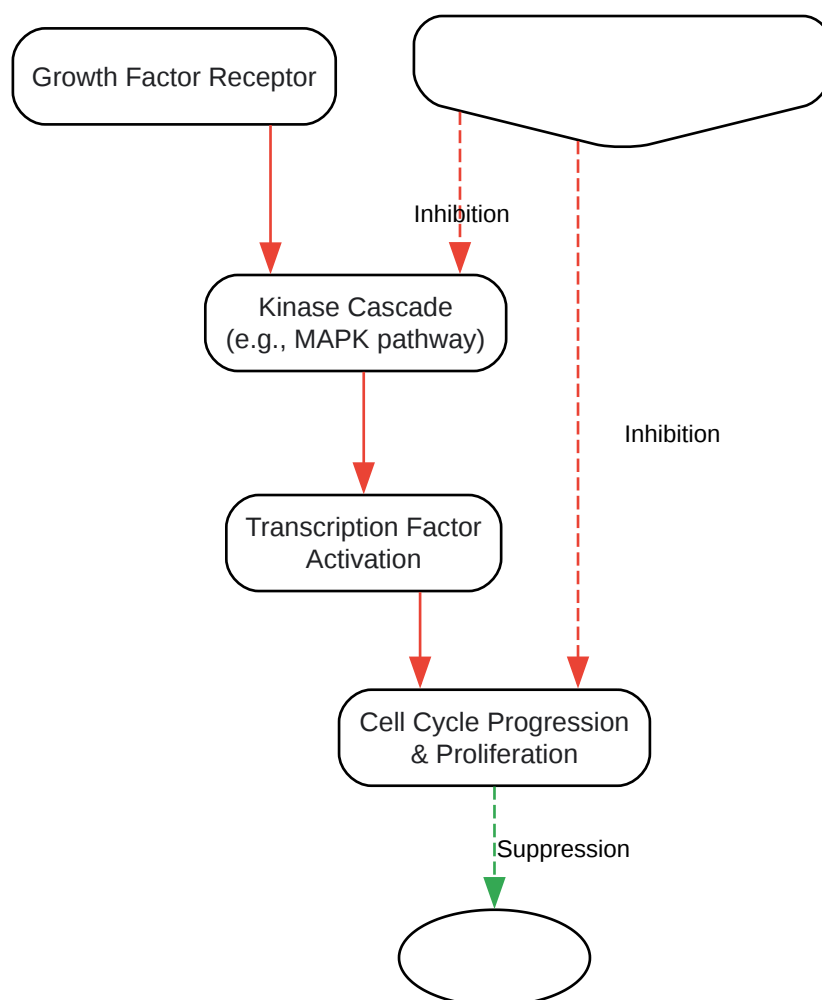 Growth Factor Receptor
Inhibition
Kinase Cascade
(e.g., MAPK pathway)
Inhibition
Transcription Factor
Activation
Cell Cycle Progression
& Proliferation
Suppression